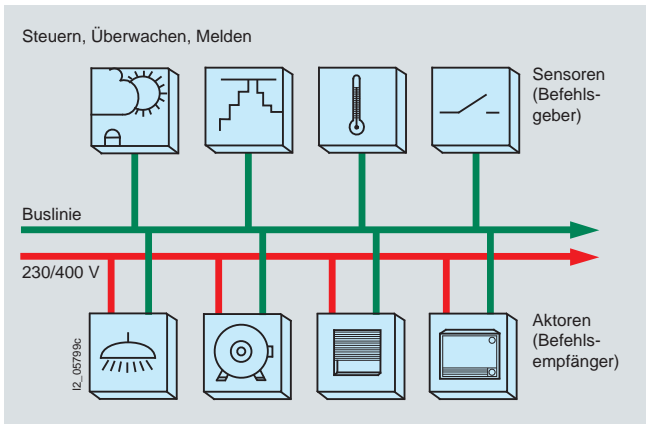 Steuern, Überwachen, Melden
Sensoren
(Befehls-
geber)
Buslinie
230/400 V
I2_05799c
Aktoren
(Befehls-
empfänger)